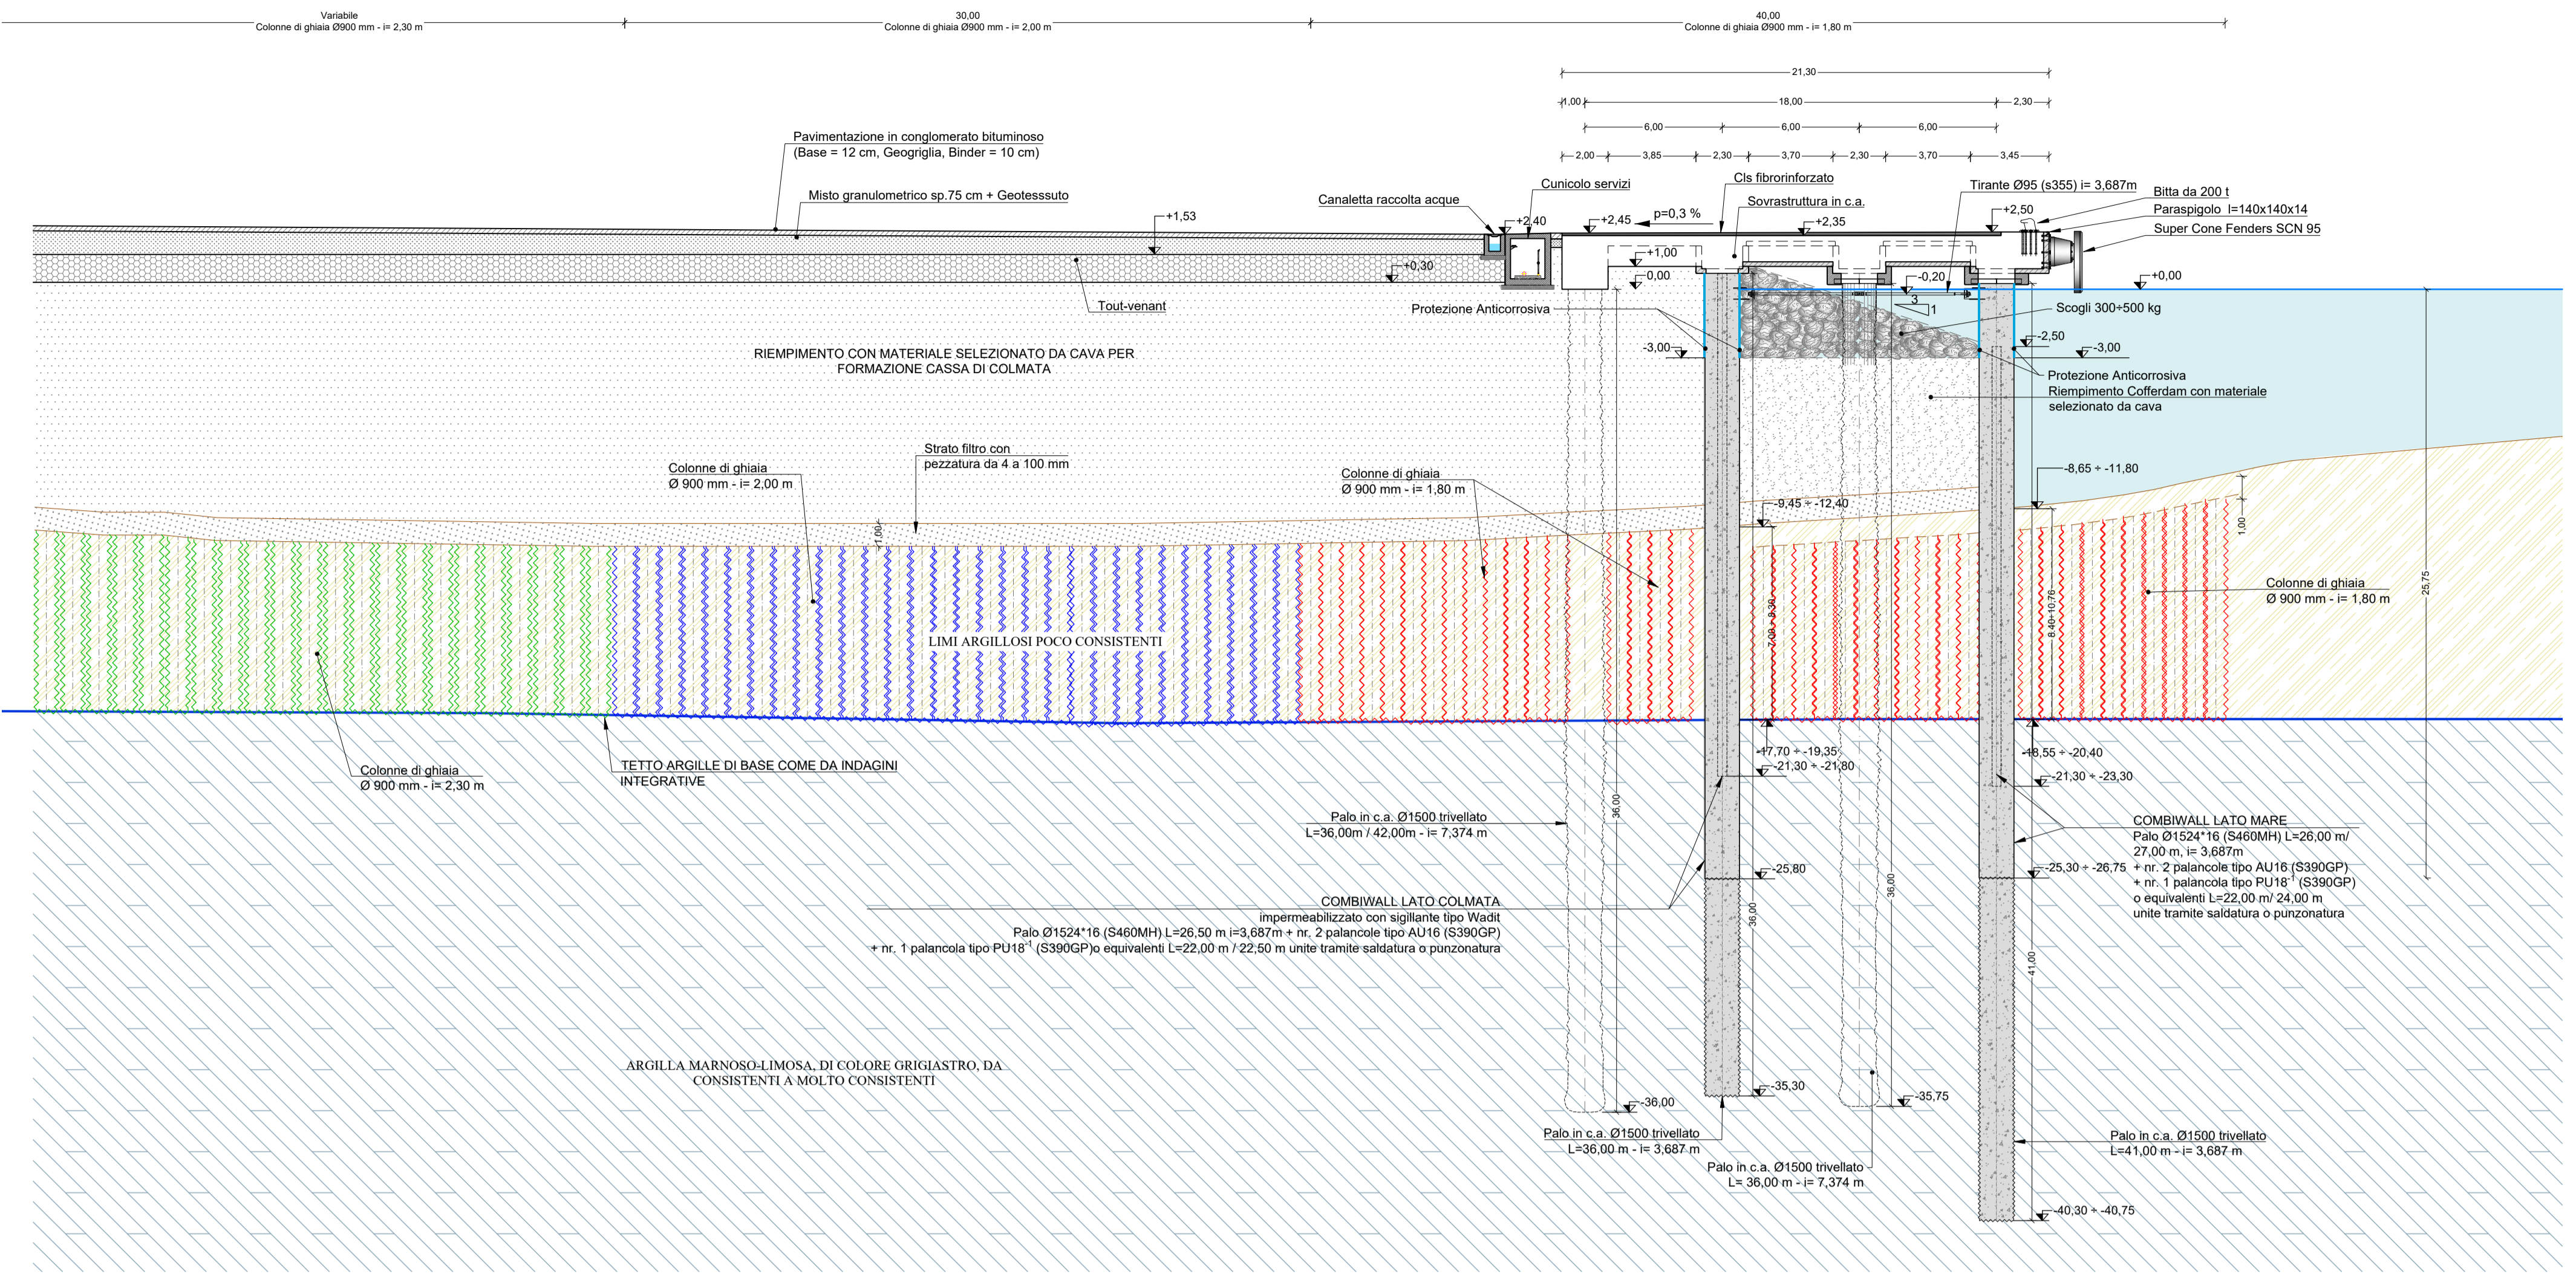 Variabile
Colonne di ghiaia Ø900 mm - i= 2,30 m
30,00
Colonne di ghiaia Ø900 mm - i= 2,00 m
40,00
Colonne di ghiaia Ø900 mm - i= 1,80 m
21,30
1,00
18,00
2,30
6,00
6,00
6,00
2,00
3,85
2,30
3,70
2,30
3,70
3,45
Pavimentazione in conglomerato bituminoso
(Base = 12 cm, Geogriglia, Binder = 10 cm)
Misto granulometrico sp.75 cm + Geotesssuto
+1,53
+0,30
Tout-venant
Canaletta raccolta acque
Cunicolo servizi
Cls fibrorinforzato
Sovrastruttura in c.a.
Tirante Ø95 (s355) i= 3,687m
Bitta da 200 t
Paraspigolo l=140x140x14
Super Cone Fenders SCN 95
+2,40
+2,45
p=0,3 %
+2,35
+2,50
+1,00
0,00
-0,20
+0,00
3
1
Protezione Anticorrosiva
Scogli 300÷500 kg
-2,50
-3,00
-3,00
Protezione Anticorrosiva
Riempimento Cofferdam con materiale
selezionato da cava
RIEMPIMENTO CON MATERIALE SELEZIONATO DA CAVA PER
FORMAZIONE CASSA DI COLMATA
Strato filtro con
pezzatura da 4 a 100 mm
Colonne di ghiaia
Ø 900 mm - i= 2,00 m
Colonne di ghiaia
Ø 900 mm - i= 1,80 m
-8,65 ÷ -11,80
-9,45 ÷ -12,40
1,00
1,00
7,00 ÷ 9,30
8,40÷10,76
25,75
Colonne di ghiaia
Ø 900 mm - i= 1,80 m
LIMI ARGILLOSI POCO CONSISTENTI
Colonne di ghiaia
Ø 900 mm - i= 2,30 m
TETTO ARGILLE DI BASE COME DA INDAGINI
INTEGRATIVE
-17,70 ÷ -19,35
-21,30 ÷ -21,80
-18,55 ÷ -20,40
-21,30 ÷ -23,30
36,00
Palo in c.a. Ø1500 trivellato
L=36,00m / 42,00m - i= 7,374 m
COMBIWALL LATO MARE
Palo Ø1524*16 (S460MH) L=26,00 m/
27,00 m, i= 3,687m
+ nr. 2 palancole tipo AU16 (S390GP)
+ nr. 1 palancola tipo PU18-1 (S390GP)
o equivalenti L=22,00 m/ 24,00 m
unite tramite saldatura o punzonatura
-25,80
-25,30 ÷ -26,75
36,00
36,00
41,00
COMBIWALL LATO COLMATA
impermeabilizzato con sigillante tipo Wadit
Palo Ø1524*16 (S460MH) L=26,50 m i=3,687m + nr. 2 palancole tipo AU16 (S390GP)
+ nr. 1 palancola tipo PU18-1 (S390GP)o equivalenti L=22,00 m / 22,50 m unite tramite saldatura o punzonatura
ARGILLA MARNOSO-LIMOSA, DI COLORE GRIGIASTRO, DA
CONSISTENTI A MOLTO CONSISTENTI
-35,30
-36,00
-35,75
Palo in c.a. Ø1500 trivellato
L=36,00 m - i= 3,687 m
Palo in c.a. Ø1500 trivellato
L= 36,00 m - i= 7,374 m
Palo in c.a. Ø1500 trivellato
L=41,00 m - i= 3,687 m
-40,30 ÷ -40,75